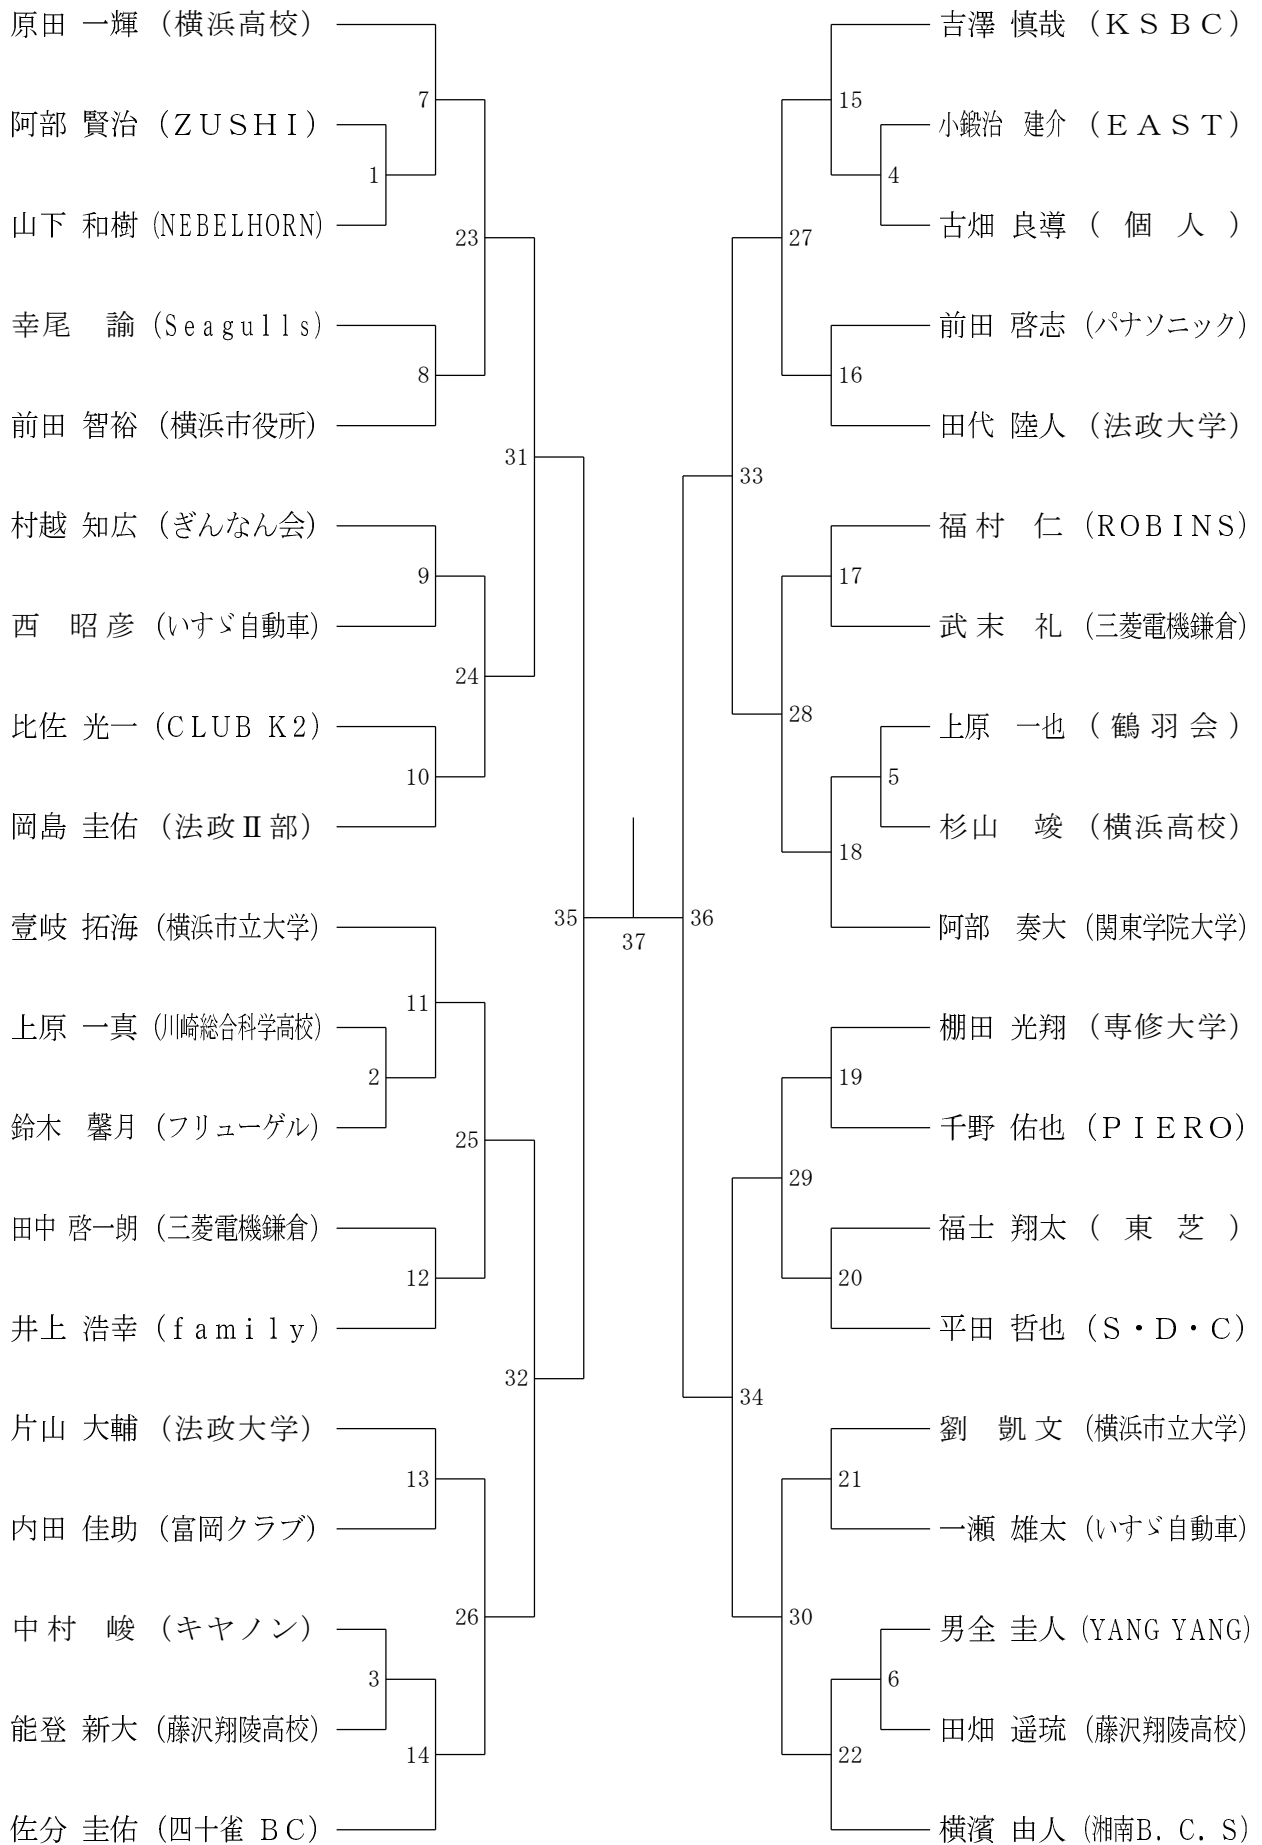 原田 一輝 (横浜高校)
7
阿部 賢治 (ZUSHI)
1
山下 和樹 (NEBELHORN)
23
幸尾 諭 (Seagulls)
8
前田 智裕 (横浜市役所)
31
村越 知広 (ぎんなん会)
9
西 昭彦 (いすゞ自動車)
24
比佐 光一 (CLUB K2)
10
岡島 圭佑 (法政Ⅱ部)
35
壹岐 拓海 (横浜市立大学)
11
上原 一真 (川崎総合科学高校)
2
鈴木 馨月 (フリューゲル)
25
田中 啓一朗 (三菱電機鎌倉)
12
井上 浩幸 (family)
32
片山 大輔 (法政大学)
13
内田 佳助 (富岡クラブ)
26
中村 峻 (キヤノン)
3
能登 新大 (藤沢翔陵高校)
14
佐分 圭佑 (四十雀 BC)
37
吉澤 慎哉 (KSBC)
15
小鍛治 建介 (EAST)
4
古畑 良導 (個人)
27
前田 啓志 (パナソニック)
16
田代 陸人 (法政大学)
33
福村 仁 (ROBINS)
17
武末 礼 (三菱電機鎌倉)
28
上原 一也 (鶴羽会)
5
杉山 竣 (横浜高校)
18
阿部 奏大 (関東学院大学)
36
棚田 光翔 (専修大学)
19
千野 佑也 (PIERO)
29
福士 翔太 (東芝)
20
平田 哲也 (S・D・C)
34
劉 凱文 (横浜市立大学)
21
一瀬 雄太 (いすゞ自動車)
30
男全 圭人 (YANG YANG)
6
田畑 遥琉 (藤沢翔陵高校)
22
横濱 由人 (湘南B.C.S)